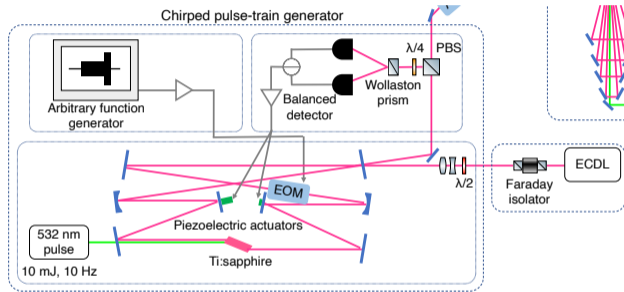 Chirped pulse-train generator
Arbitrary function
generator
Balanced
detector
Wollaston
prism
λ/4
PBS
EOM
λ/2
Faraday
isolator
ECDL
Piezoelectric actuators
532 nm
pulse
Ti:sapphire
10 mJ, 10 Hz